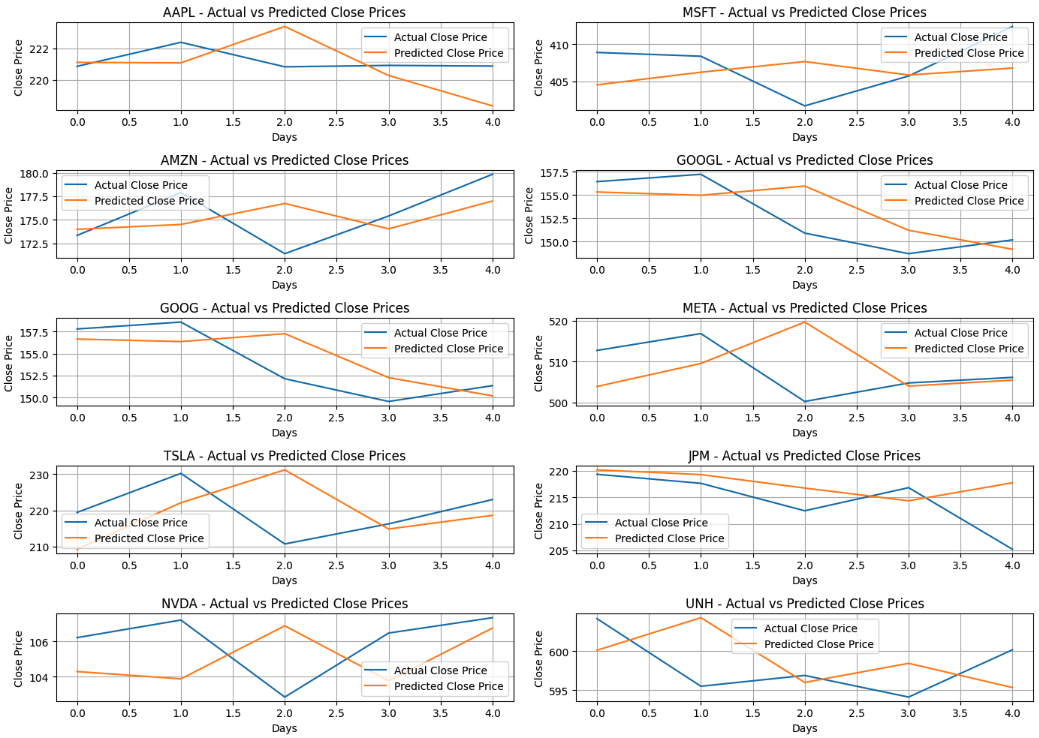 AAPL - Actual vs Predicted Close Prices
Close Price
222
220
Actual Close Price
Predicted Close Price
0.0 0.5 1.0 1.5 2.0 2.5 3.0 3.5 4.0
Days
MSFT - Actual vs Predicted Close Prices
Close Price
410
405
Actual Close Price
Predicted Close Price
0.0 0.5 1.0 1.5 2.0 2.5 3.0 3.5 4.0
Days
AMZN - Actual vs Predicted Close Prices
Close Price
180.0
177.5
175.0
172.5
Actual Close Price
Predicted Close Price
0.0 0.5 1.0 1.5 2.0 2.5 3.0 3.5 4.0
Days
GOOGL - Actual vs Predicted Close Prices
Close Price
157.5
155.0
152.5
150.0
Actual Close Price
Predicted Close Price
0.0 0.5 1.0 1.5 2.0 2.5 3.0 3.5 4.0
Days
GOOG - Actual vs Predicted Close Prices
Close Price
157.5
155.0
152.5
150.0
Actual Close Price
Predicted Close Price
0.0 0.5 1.0 1.5 2.0 2.5 3.0 3.5 4.0
Days
META - Actual vs Predicted Close Prices
Close Price
520
510
500
Actual Close Price
Predicted Close Price
0.0 0.5 1.0 1.5 2.0 2.5 3.0 3.5 4.0
Days
TSLA - Actual vs Predicted Close Prices
Close Price
230
220
210
Actual Close Price
Predicted Close Price
0.0 0.5 1.0 1.5 2.0 2.5 3.0 3.5 4.0
Days
JPM - Actual vs Predicted Close Prices
Close Price
220
215
210
205
Actual Close Price
Predicted Close Price
0.0 0.5 1.0 1.5 2.0 2.5 3.0 3.5 4.0
Days
NVDA - Actual vs Predicted Close Prices
Close Price
106
104
Actual Close Price
Predicted Close Price
0.0 0.5 1.0 1.5 2.0 2.5 3.0 3.5 4.0
Days
UNH - Actual vs Predicted Close Prices
Close Price
600
595
Actual Close Price
Predicted Close Price
0.0 0.5 1.0 1.5 2.0 2.5 3.0 3.5 4.0
Days